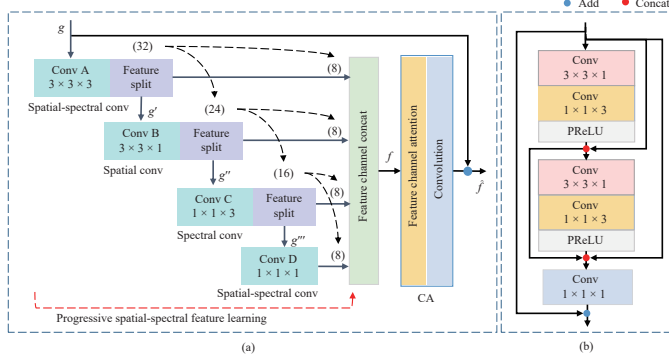 Add Concat
g
(32)
Conv A
3 × 3 × 3
Feature
split
(8)
Spatial-spectral conv
g′
(24)
Conv B
3 × 3 × 1
Feature
split
(8)
Spatial conv
g″
(16)
Conv C
1 × 1 × 3
Feature
split
(8)
Spectral conv
g‴
Conv D
1 × 1 × 1
(8)
Spatial-spectral conv
Progressive spatial-spectral feature learning
Feature channel concat
f
Feature channel attention
Convolution
CA
f̂
(a)
Conv
3 × 3 × 1
Conv
1 × 1 × 3
PReLU
Conv
3 × 3 × 1
Conv
1 × 1 × 3
PReLU
Conv
1 × 1 × 1
(b)